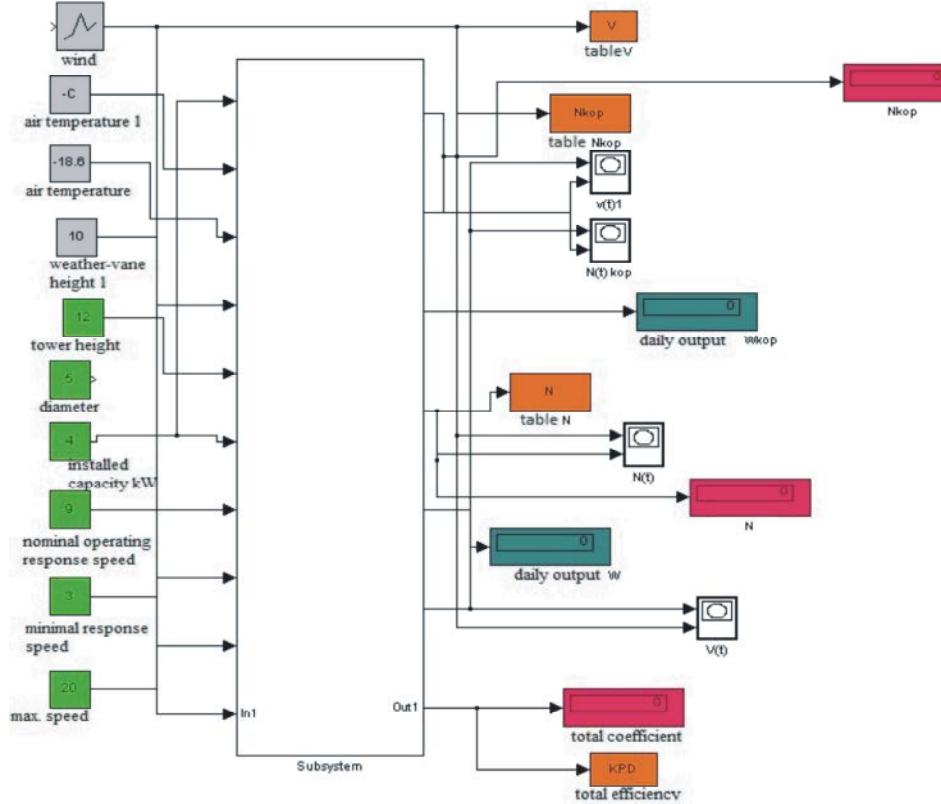 wind
-C
air temperature 1
-18.6
air temperature
10
weather-vane
height 1
12
tower height
5
diameter
4
installed
capacity kW
9
nominal operating
response speed
3
minimal response
speed
20
max. speed
In1
Out1
Subsystem
V
tableV
0
Nkop
Nkop
table Nkop
v(t)1
N(t) kop
0
daily output Wkop
N
table N
N(t)
0
N
0
daily output W
V(t)
0
total coefficient
KPD
total efficiency